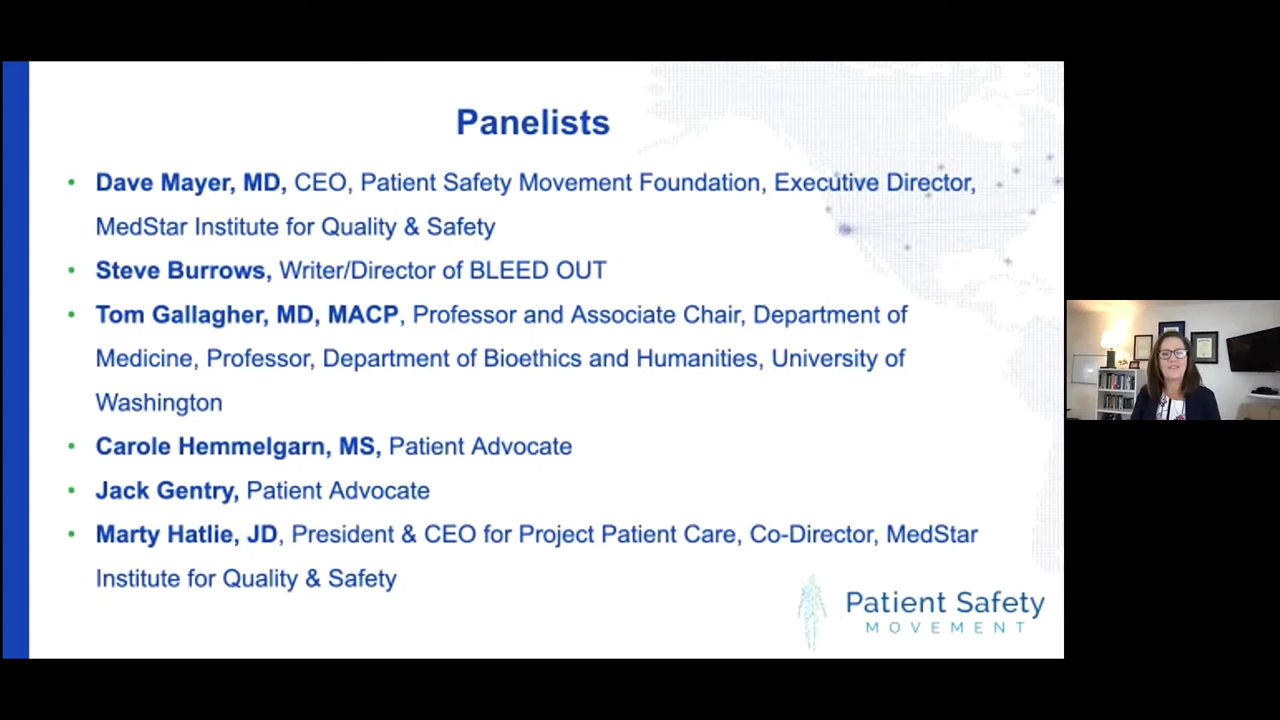 Panelists
• Dave Mayer, MD, CEO, Patient Safety Movement Foundation, Executive Director,
MedStar Institute for Quality & Safety
• Steve Burrows, Writer/Director of BLEED OUT
• Tom Gallagher, MD, MACP, Professor and Associate Chair, Department of
Medicine, Professor, Department of Bioethics and Humanities, University of
Washington
• Carole Hemmelgarn, MS, Patient Advocate
• Jack Gentry, Patient Advocate
• Marty Hatlie, JD, President & CEO for Project Patient Care, Co-Director, MedStar
Institute for Quality & Safety
Patient Safety
MOVEMENT